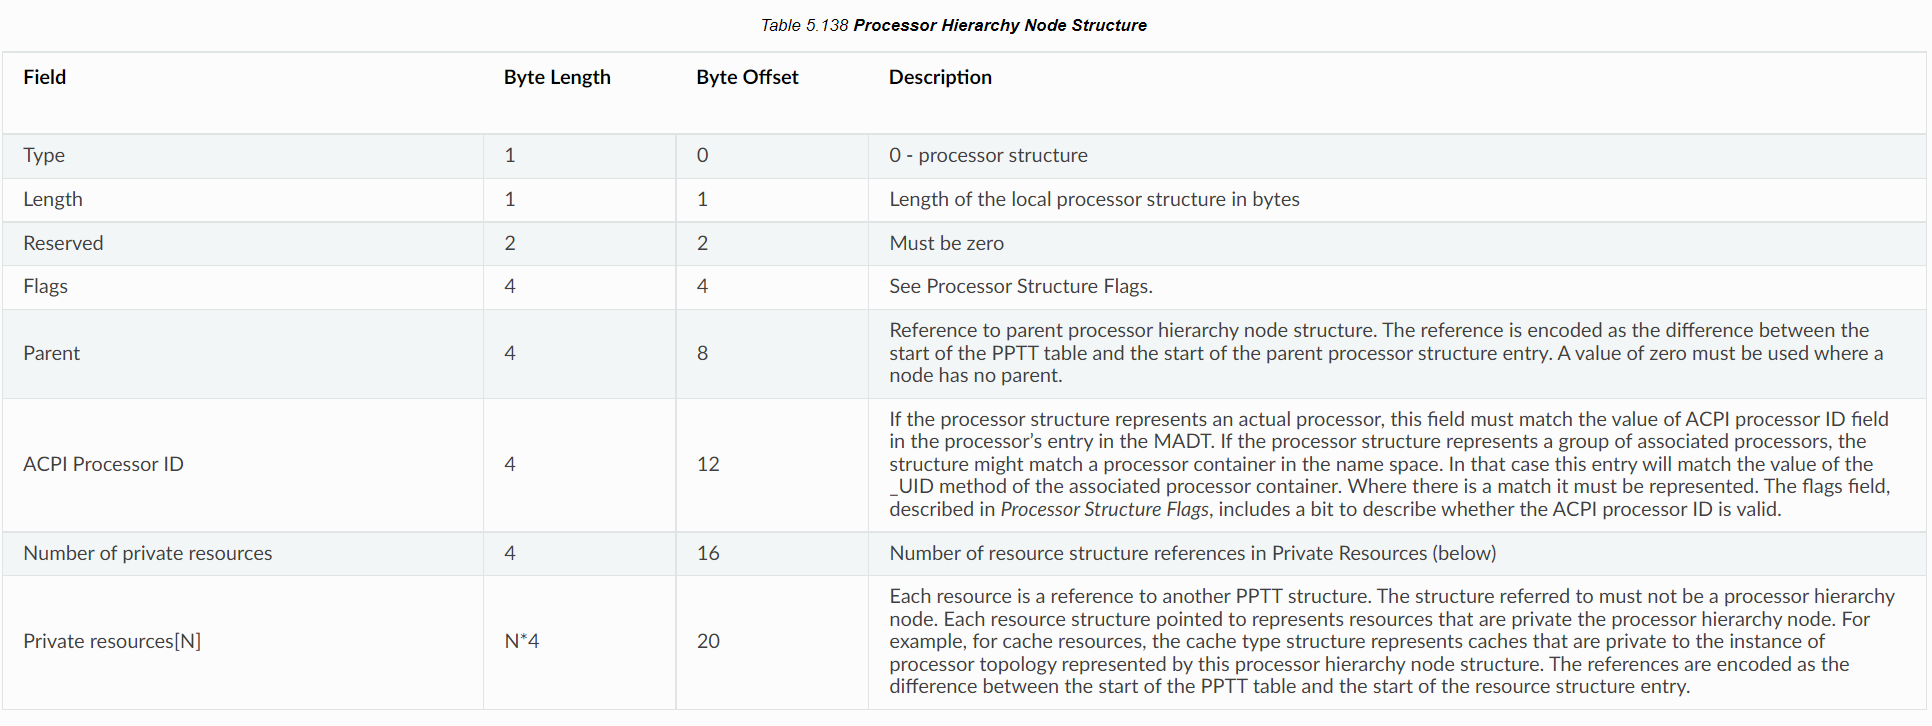 Table 5.138 Processor Hierarchy Node Structure
Field Byte Length Byte Offset Description
Type 1 0 0 - processor structure
Length 1 1 Length of the local processor structure in bytes
Reserved 2 2 Must be zero
Flags 4 4 See Processor Structure Flags.
Parent 4 8 Reference to parent processor hierarchy node structure. The reference is encoded as the difference between the
start of the PPTT table and the start of the parent processor structure entry. A value of zero must be used where a
node has no parent.
ACPI Processor ID 4 12 If the processor structure represents an actual processor, this field must match the value of ACPI processor ID field
in the processor’s entry in the MADT. If the processor structure represents a group of associated processors, the
structure might match a processor container in the name space. In that case this entry will match the value of the
_UID method of the associated processor container. Where there is a match it must be represented. The flags field,
described in Processor Structure Flags, includes a bit to describe whether the ACPI processor ID is valid.
Number of private resources 4 16 Number of resource structure references in Private Resources (below)
Private resources[N] N*4 20 Each resource is a reference to another PPTT structure. The structure referred to must not be a processor hierarchy
node. Each resource structure pointed to represents resources that are private the processor hierarchy node. For
example, for cache resources, the cache type structure represents caches that are private to the instance of
processor topology represented by this processor hierarchy node structure. The references are encoded as the
difference between the start of the PPTT table and the start of the resource structure entry.